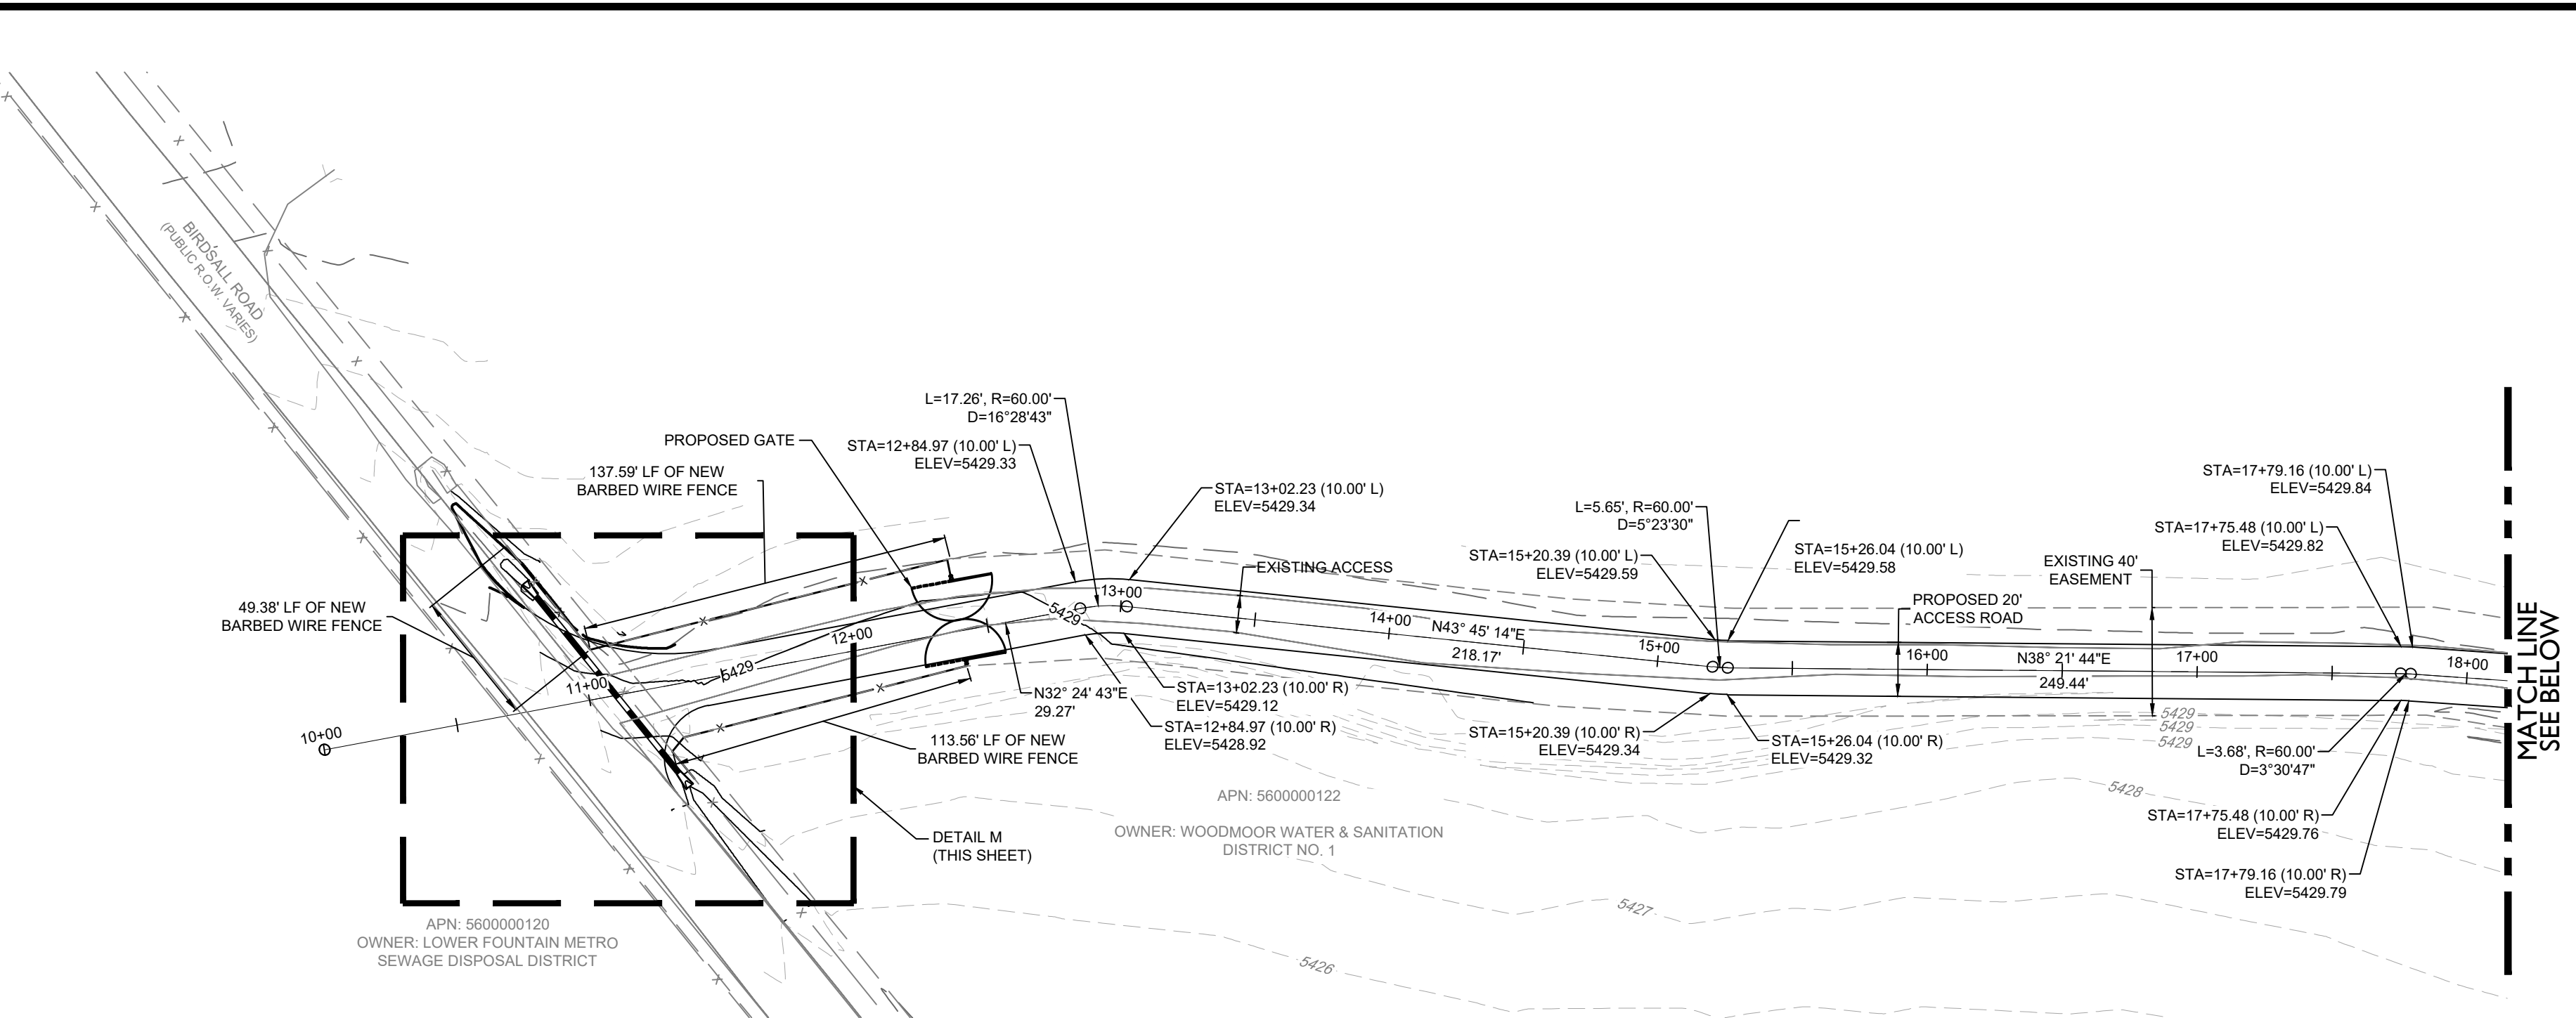 BIRDSALL ROAD
(PUBLIC R.O.W. VARIES)
L=17.26', R=60.00'
D=16°28'43"
PROPOSED GATE
STA=12+84.97 (10.00' L)
ELEV=5429.33
137.59' LF OF NEW
BARBED WIRE FENCE
STA=13+02.23 (10.00' L)
ELEV=5429.34
L=5.65', R=60.00'
D=5°23'30"
STA=15+20.39 (10.00' L)
ELEV=5429.59
STA=15+26.04 (10.00' L)
ELEV=5429.58
STA=17+79.16 (10.00' L)
ELEV=5429.84
STA=17+75.48 (10.00' L)
ELEV=5429.82
EXISTING 40'
EASEMENT
EXISTING ACCESS
PROPOSED 20'
ACCESS ROAD
49.38' LF OF NEW
BARBED WIRE FENCE
10+00
11+00
5429
12+00
5429
13+00
14+00
N43° 45' 14"E
218.17'
15+00
16+00
N38° 21' 44"E
249.44'
17+00
18+00
MATCH LINE
SEE BELOW
N32° 24' 43"E
29.27'
STA=13+02.23 (10.00' R)
ELEV=5429.12
STA=12+84.97 (10.00' R)
ELEV=5428.92
113.56' LF OF NEW
BARBED WIRE FENCE
STA=15+20.39 (10.00' R)
ELEV=5429.34
STA=15+26.04 (10.00' R)
ELEV=5429.32
5429
5429
5429
L=3.68', R=60.00'
D=3°30'47"
5428
STA=17+75.48 (10.00' R)
ELEV=5429.76
STA=17+79.16 (10.00' R)
ELEV=5429.79
APN: 5600000122
OWNER: WOODMOOR WATER & SANITATION
DISTRICT NO. 1
DETAIL M
(THIS SHEET)
5427
5426
APN: 5600000120
OWNER: LOWER FOUNTAIN METRO
SEWAGE DISPOSAL DISTRICT